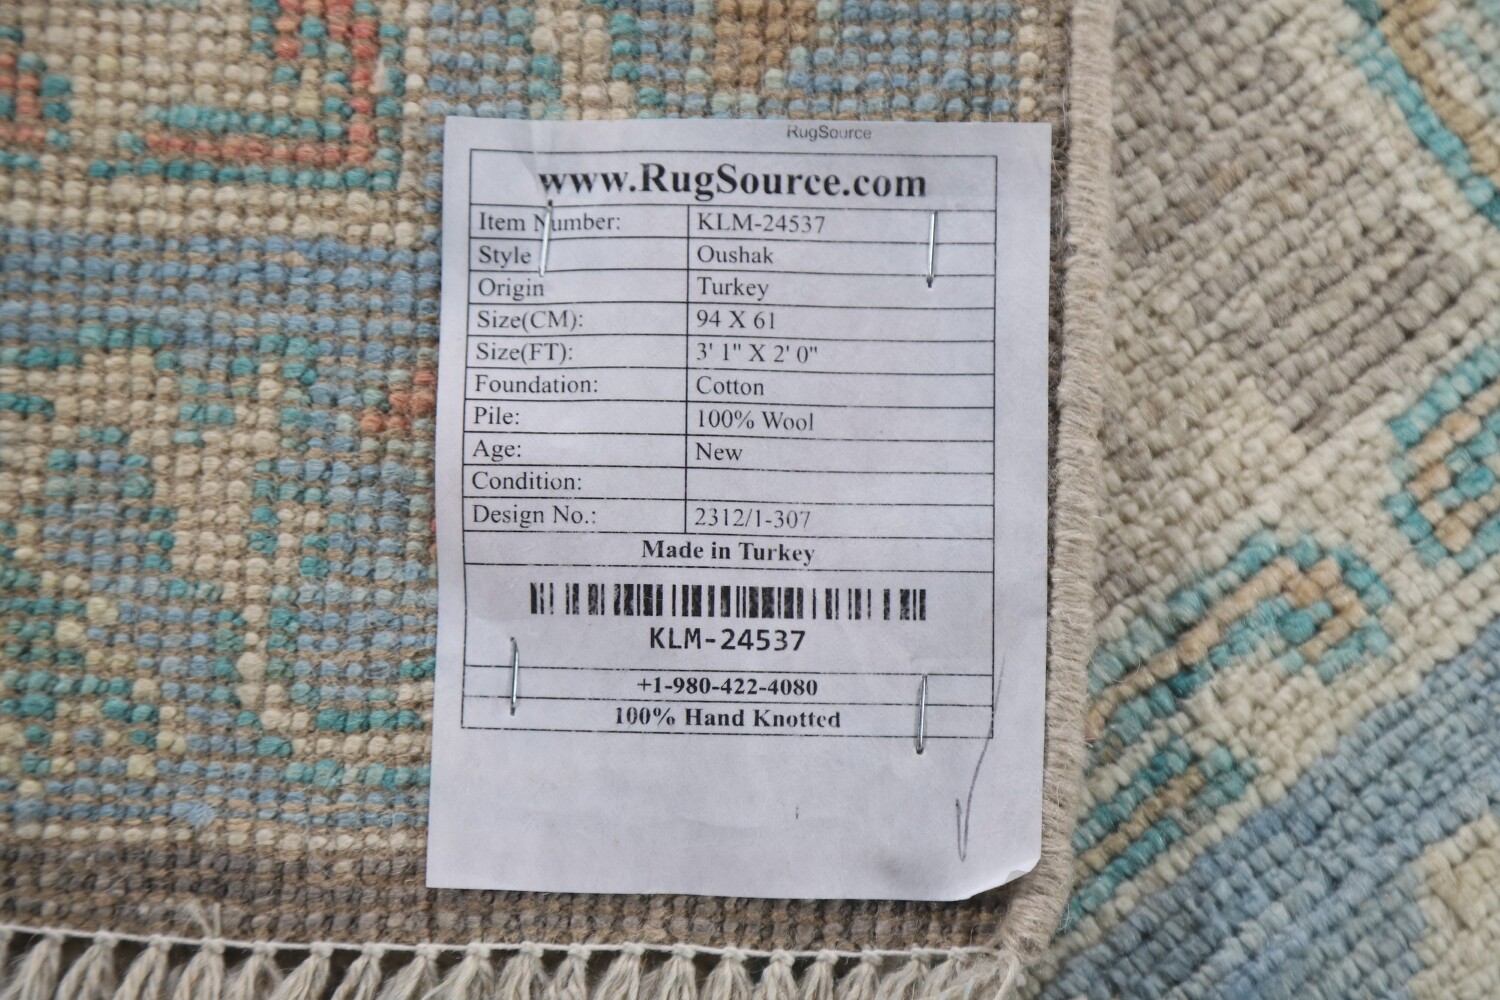 RugSource
www.RugSource.com
Item Number: KLM-24537
Style Oushak
Origin Turkey
Size(CM): 94 X 61
Size(FT): 3' 1" X 2' 0"
Foundation: Cotton
Pile: 100% Wool
Age: New
Condition:
Design No.: 2312/1-307
Made in Turkey
KLM-24537
+1-980-422-4080
100% Hand Knotted